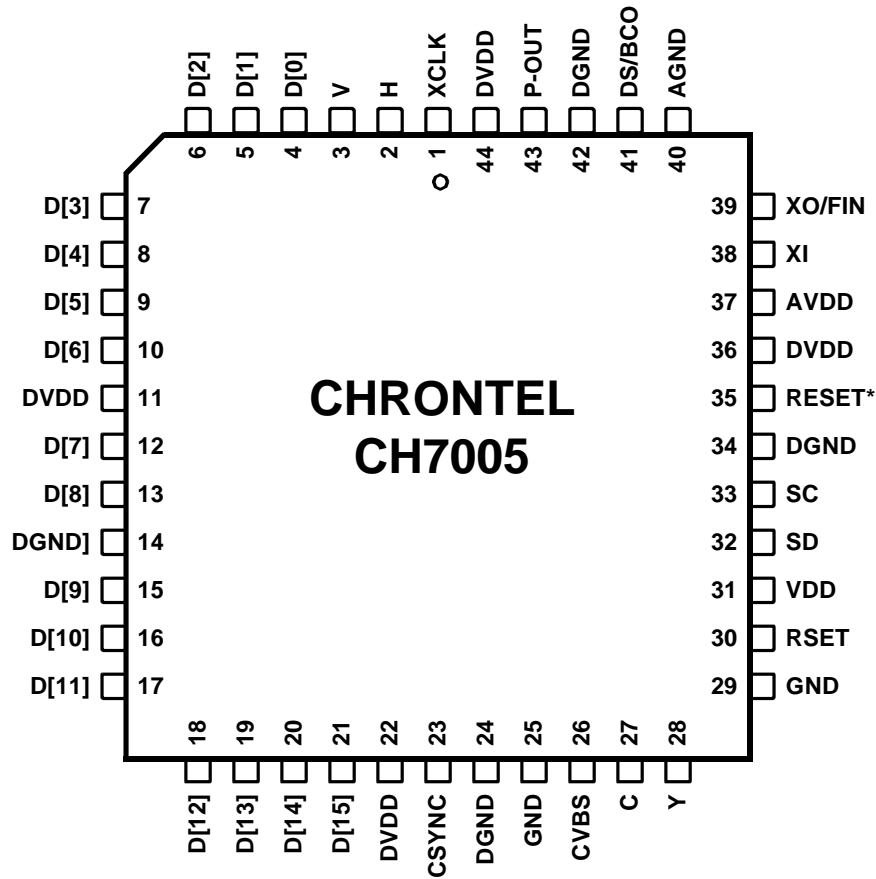 D[2] D[1] D[0] V H XCLK DVDD P-OUT DGND DS/BCO AGND
6 5 4 3 2 1 44 43 42 41 40
D[3] 7 39 XO/FIN
D[4] 8 38 XI
D[5] 9 37 AVDD
D[6] 10 36 DVDD
DVDD 11 35 RESET*
D[7] 12 34 DGND
D[8] 13 33 SC
DGND] 14 32 SD
D[9] 15 31 VDD
D[10] 16 30 RSET
D[11] 17 29 GND
CHRONTEL
CH7005
18 19 20 21 22 23 24 25 26 27 28
D[12] D[13] D[14] D[15] DVDD CSYNC DGND GND CVBS C Y